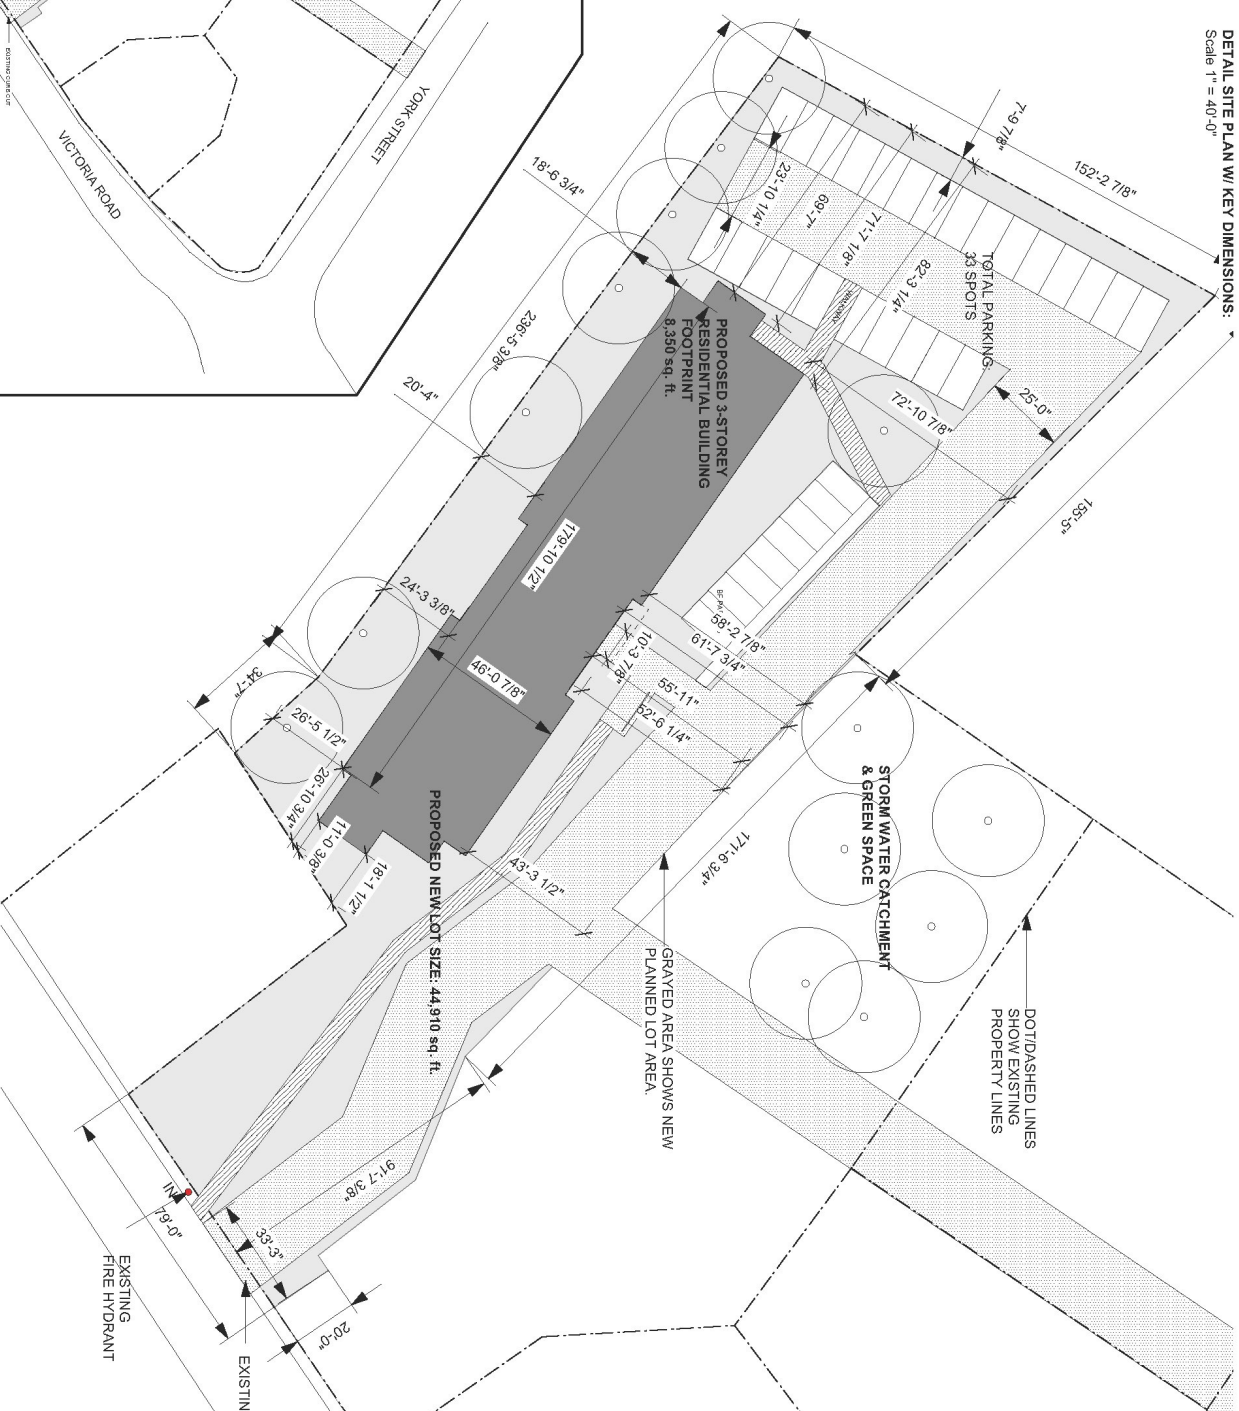 DETAIL SITE PLAN W/ KEY DIMENSIONS:
Scale 1" = 40'-0"
EXISTING CURB CUT
YORK STREET
VICTORIA ROAD
7'-9 7/8"
152'-2 7/8"
18'-6 3/4"
23'-10 1/4"
69'-7"
71'-7 1/8"
82'-3 1/4"
TOTAL PARKING:
33 SPOTS
WALKWAY
236'-5 3/8"
PROPOSED 3-STOREY
RESIDENTIAL BUILDING
FOOTPRINT
8,350 sq. ft.
20'-4"
72'-10 7/8"
25'-0"
155'-5"
179'-10 1/2"
24'-3 3/8"
58'-2 7/8"
61'-7 3/4"
10'-3 7/8"
55'-11"
52'-6 1/4"
46'-0 7/8"
34'-7"
26'-5 1/2"
26'-10 3/4"
11'-0 3/8"
18'-1 1/2"
43'-3 1/2"
171'-6 3/4"
STORM WATER CATCHMENT
& GREEN SPACE
PROPOSED NEW LOT SIZE: 44,910 sq. ft.
GRAYED AREA SHOWS NEW
PLANNED LOT AREA.
DOT/DASHED LINES
SHOW EXISTING
PROPERTY LINES
91'-7 3/8"
IN
79'-0"
33'-3"
20'-0"
EXISTING
FIRE HYDRANT
EXISTIN